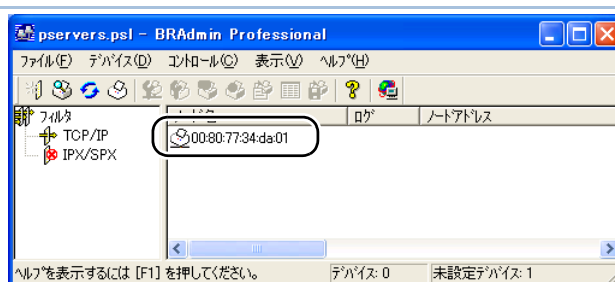 pservers.psl - BRAdmin Professional
ファイル(F) デバイス(D) コントロール(C) 表示(V) ヘルプ(H)
フィルタ
ノード名 ログ ノードアドレス
TCP/IP
00:80:77:34:da:01
IPX/SPX
ヘルプを表示するには [F1] を押してください。 デバイス: 0 未設定デバイス: 1